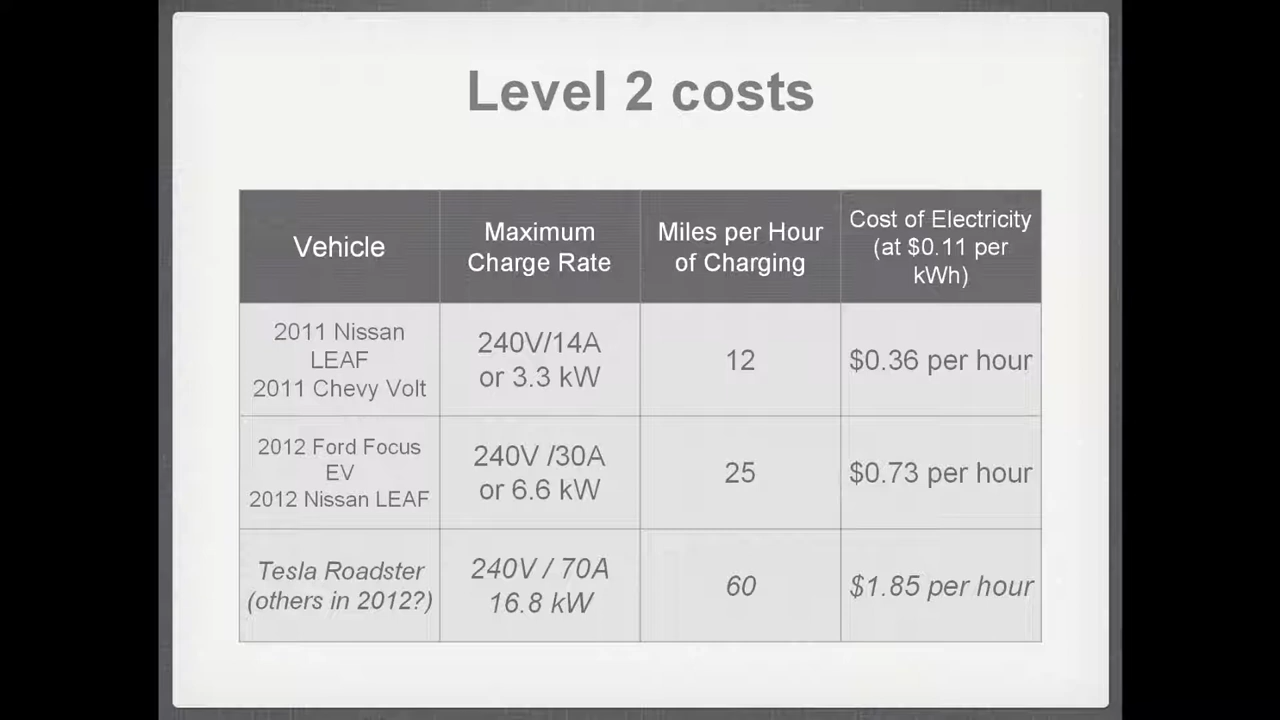 Level 2 costs
Vehicle
Maximum
Charge Rate
Miles per Hour
of Charging
Cost of Electricity
(at $0.11 per
kWh)
2011 Nissan
LEAF
2011 Chevy Volt
240V/14A
or 3.3 kW
12
$0.36 per hour
2012 Ford Focus
EV
2012 Nissan LEAF
240V /30A
or 6.6 kW
25
$0.73 per hour
Tesla Roadster
(others in 2012?)
240V / 70A
16.8 kW
60
$1.85 per hour